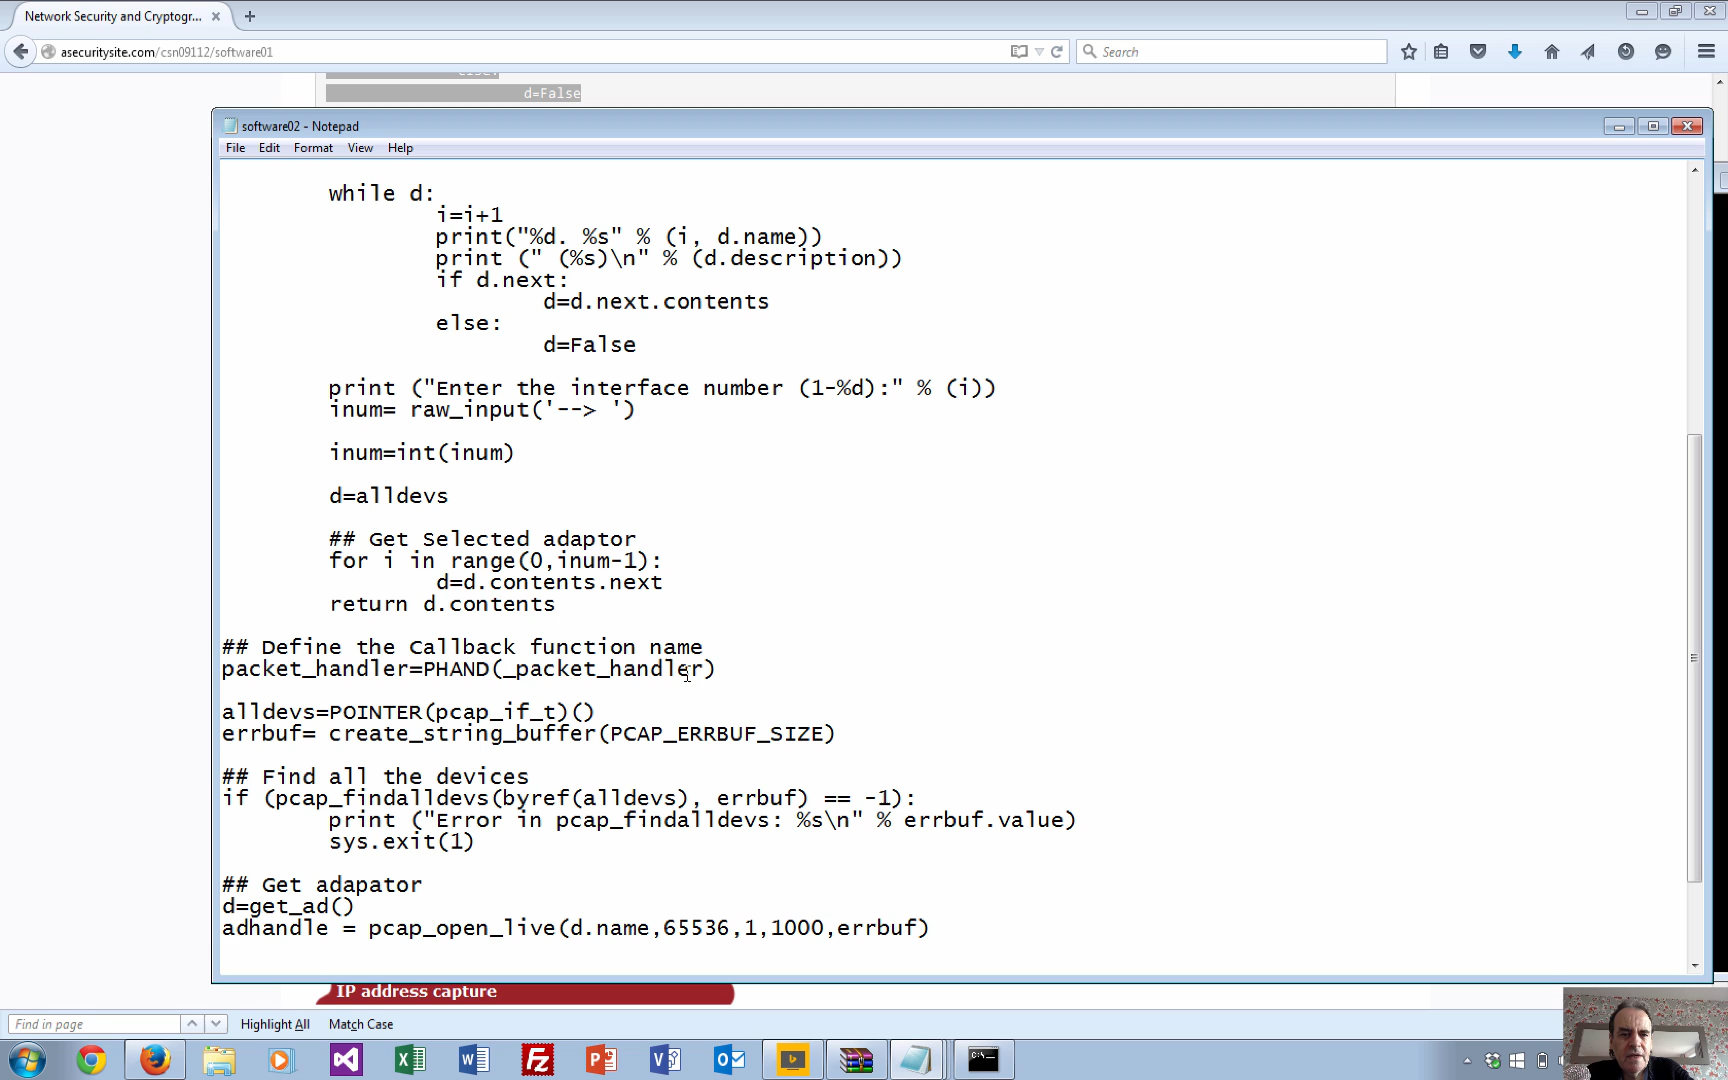 Network Security and Cryptogr...
asecuritysite.com/csn09112/software01
Search
d=False
software02 - Notepad
File Edit Format View Help
while d:
i=i+1
print("%d. %s" % (i, d.name))
print (" (%s)\n" % (d.description))
if d.next:
d=d.next.contents
else:
d=False
print ("Enter the interface number (1-%d):" % (i))
inum= raw_input('--> ')
inum=int(inum)
d=alldevs
## Get Selected adaptor
for i in range(0,inum-1):
d=d.contents.next
return d.contents
## Define the Callback function name
packet_handler=PHAND(_packet_handler)
alldevs=POINTER(pcap_if_t)()
errbuf= create_string_buffer(PCAP_ERRBUF_SIZE)
## Find all the devices
if (pcap_findalldevs(byref(alldevs), errbuf) == -1):
print ("Error in pcap_findalldevs: %s\n" % errbuf.value)
sys.exit(1)
## Get adapator
d=get_ad()
adhandle = pcap_open_live(d.name,65536,1,1000,errbuf)
IP address capture
Find in page
Highlight All Match Case